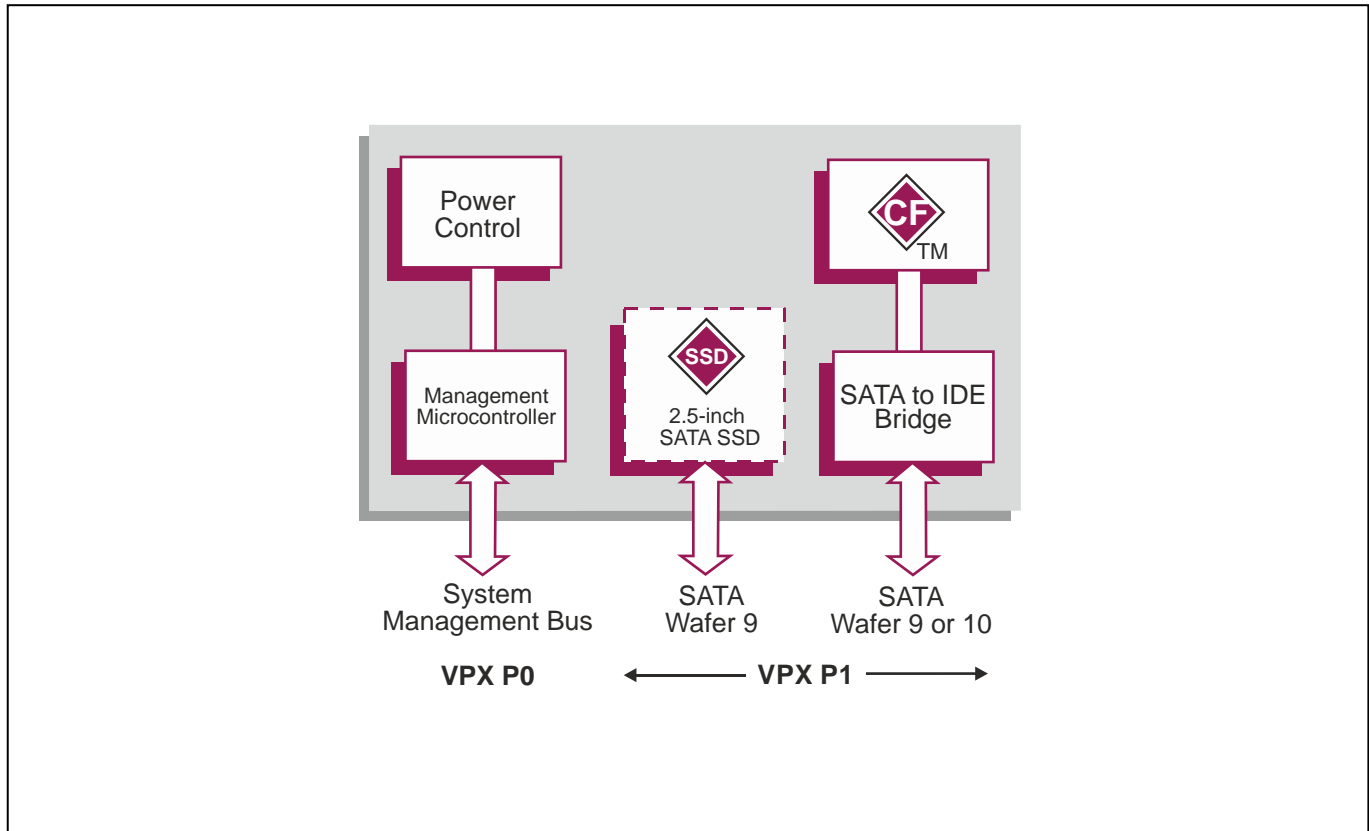 Power
Control
CF
TM
SSD
2.5-inch
SATA SSD
Management
Microcontroller
SATA to IDE
Bridge
System
Management Bus
SATA
Wafer 9
SATA
Wafer 9 or 10
VPX P0
VPX P1